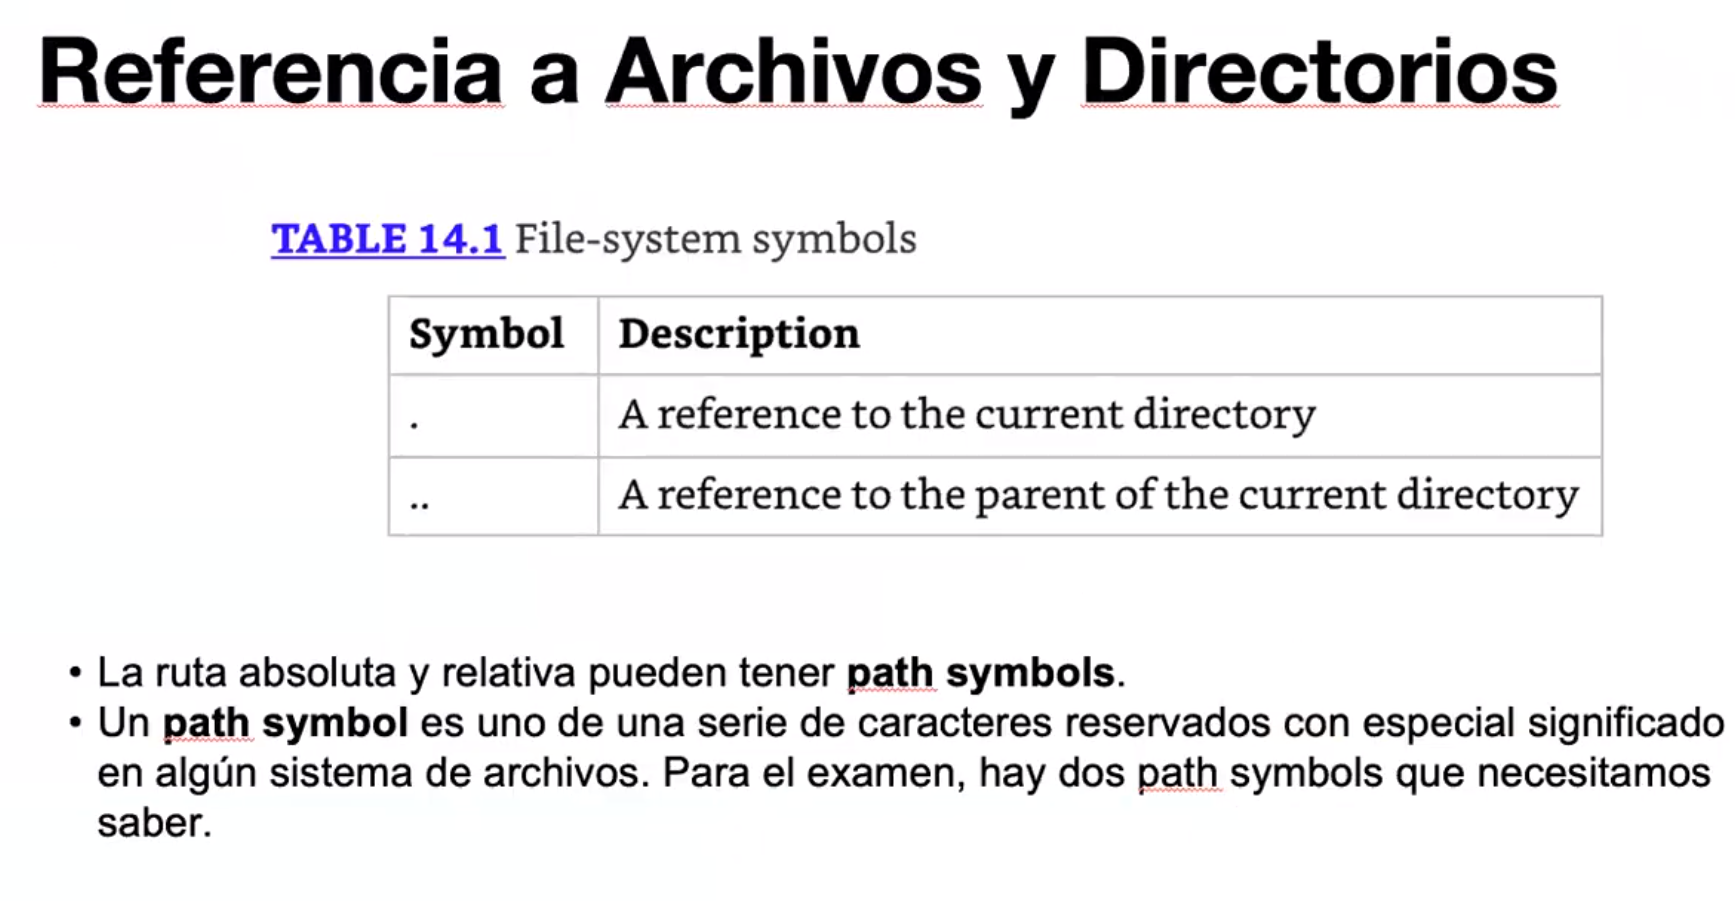 Referencia a Archivos y Directorios
TABLE 14.1 File-system symbols
Symbol Description
. A reference to the current directory
.. A reference to the parent of the current directory
• La ruta absoluta y relativa pueden tener path symbols.
• Un path symbol es uno de una serie de caracteres reservados con especial significado
en algún sistema de archivos. Para el examen, hay dos path symbols que necesitamos
saber.